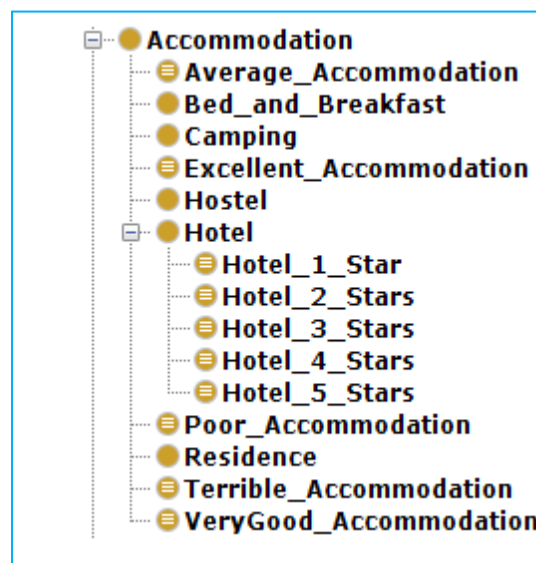 Accommodation
Average_Accommodation
Bed_and_Breakfast
Camping
Excellent_Accommodation
Hostel
Hotel
Hotel_1_Star
Hotel_2_Stars
Hotel_3_Stars
Hotel_4_Stars
Hotel_5_Stars
Poor_Accommodation
Residence
Terrible_Accommodation
VeryGood_Accommodation